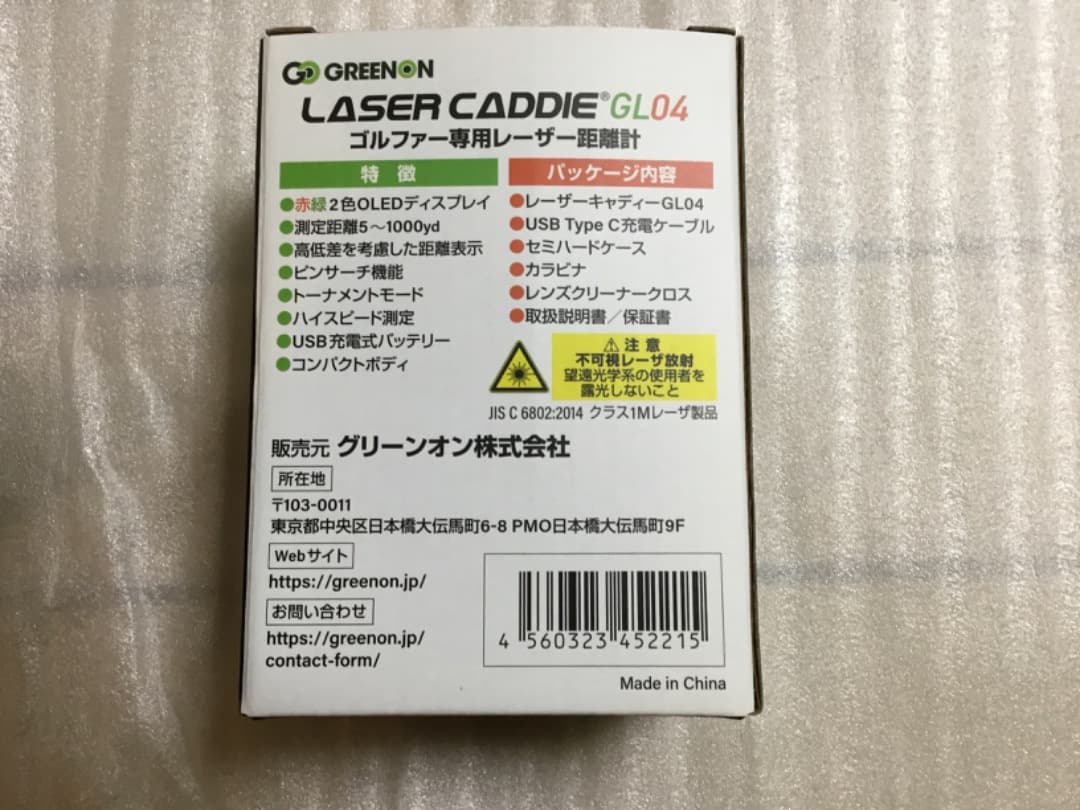 GREENON
LASER CADDIE® GL04
ゴルファー専用レーザー距離計
特 徴
●赤緑2色OLEDディスプレイ
●測定距離5〜1000yd
●高低差を考慮した距離表示
●ピンサーチ機能
●トーナメントモード
●ハイスピード測定
●USB充電式バッテリー
●コンパクトボディ
パッケージ内容
●レーザーキャディーGL04
●USB Type C充電ケーブル
●セミハードケース
●カラビナ
●レンズクリーナークロス
●取扱説明書／保証書
⚠ 注 意
不可視レーザ放射
望遠光学系の使用者を
露光しないこと
JIS C 6802:2014 クラス1Mレーザ製品
販売元 グリーンオン株式会社
所在地
〒103-0011
東京都中央区日本橋大伝馬町6-8 PMO日本橋大伝馬町9F
Webサイト
https://greenon.jp/
お問い合わせ
https://greenon.jp/
contact-form/
4 560323 452215
Made in China